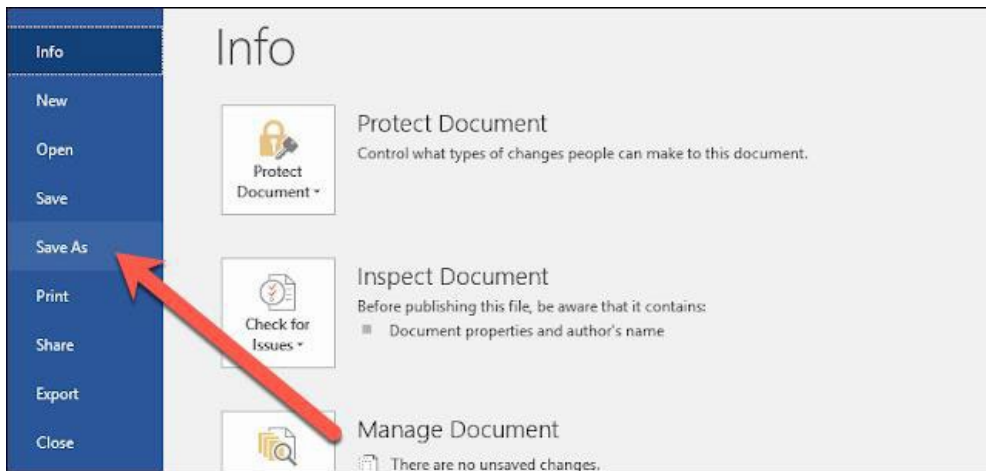 Info
New
Open
Save
Save As
Print
Share
Export
Close
Info
Protect
Document
Protect Document
Control what types of changes people can make to this document.
Check for
Issues
Inspect Document
Before publishing this file, be aware that it contains:
Document properties and author's name
Manage Document
There are no unsaved changes.